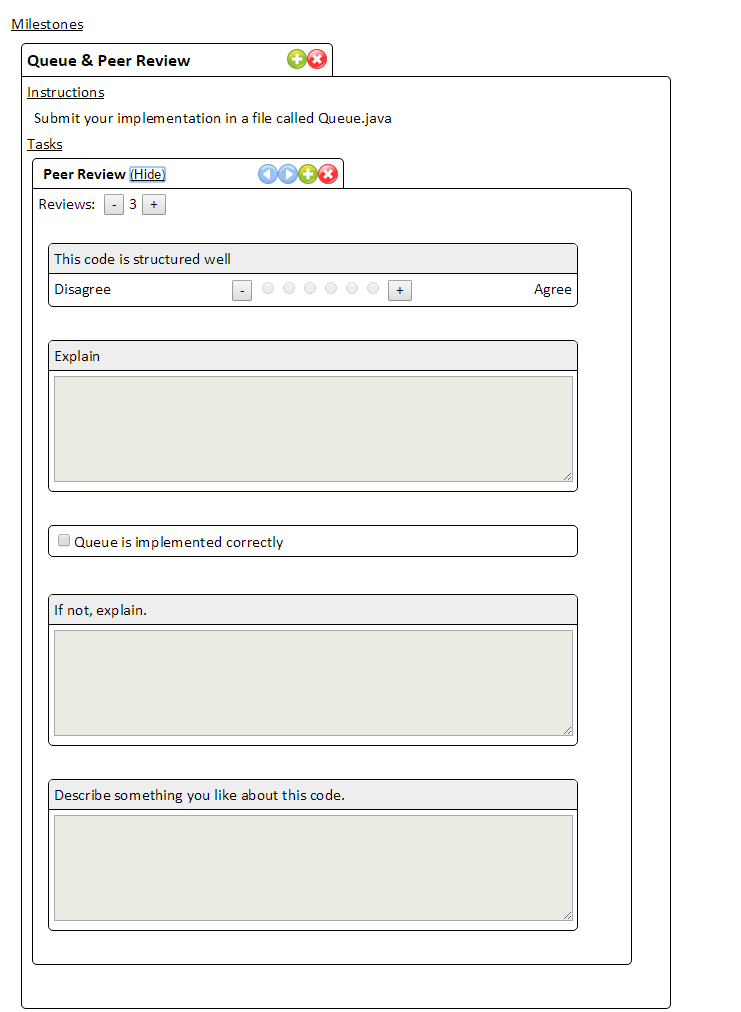 Milestones
Queue & Peer Review
Instructions
Submit your implementation in a file called Queue.java
Tasks
Peer Review (Hide)
Reviews: - 3 +
This code is structured well
Disagree - + Agree
Explain
Queue is implemented correctly
If not, explain.
Describe something you like about this code.